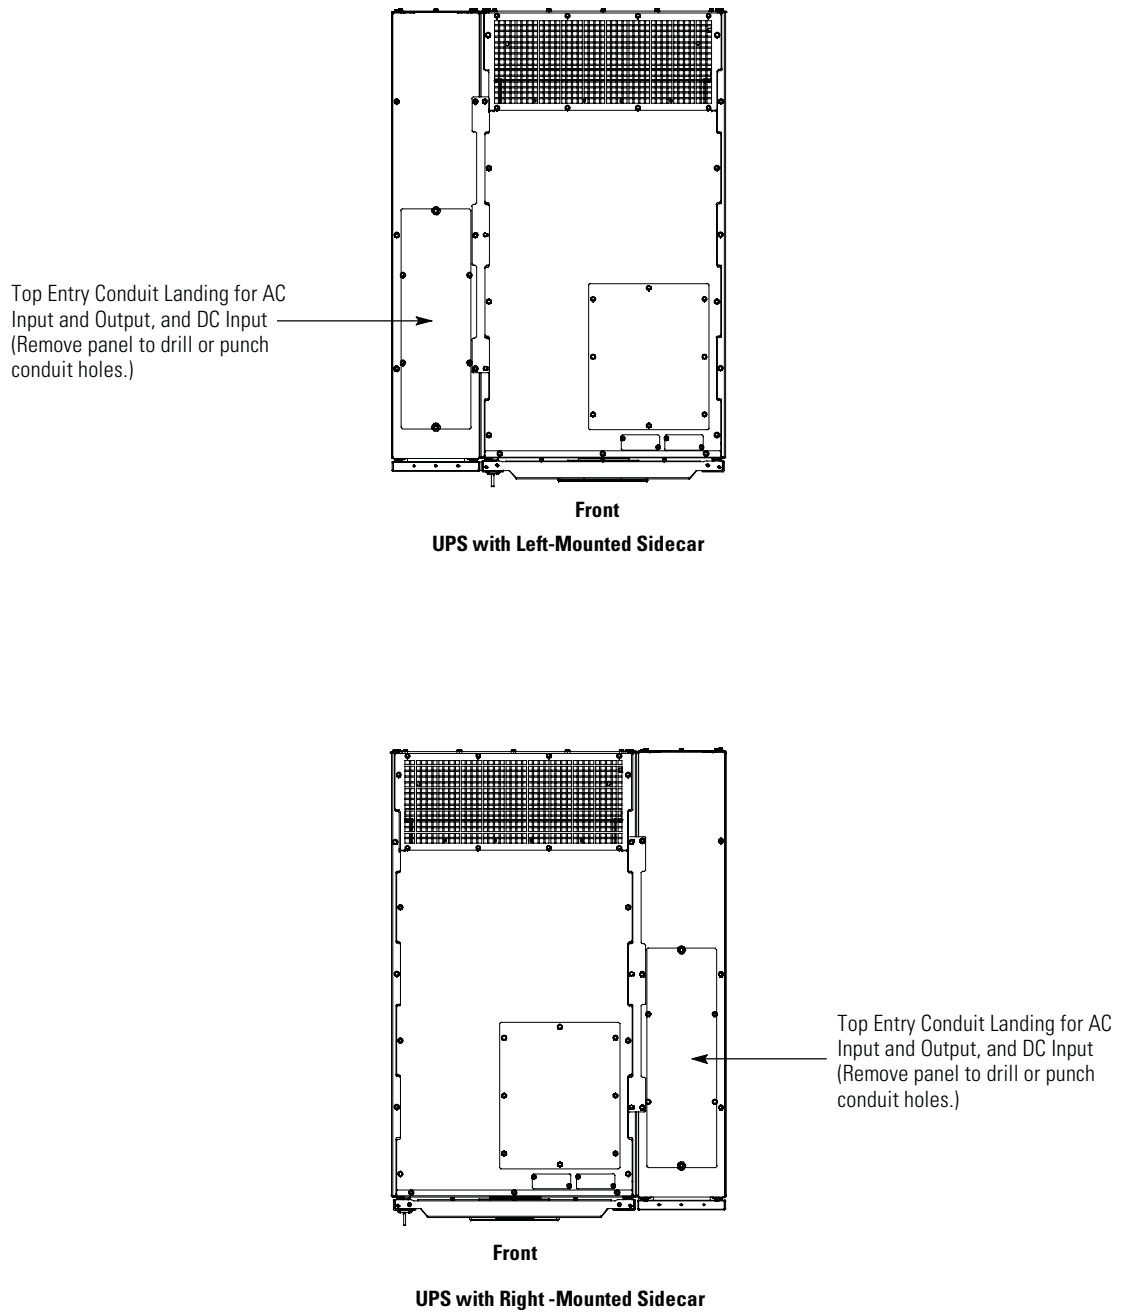 Top Entry Conduit Landing for AC
Input and Output, and DC Input
(Remove panel to drill or punch
conduit holes.)
Front
UPS with Left-Mounted Sidecar
Top Entry Conduit Landing for AC
Input and Output, and DC Input
(Remove panel to drill or punch
conduit holes.)
Front
UPS with Right -Mounted Sidecar